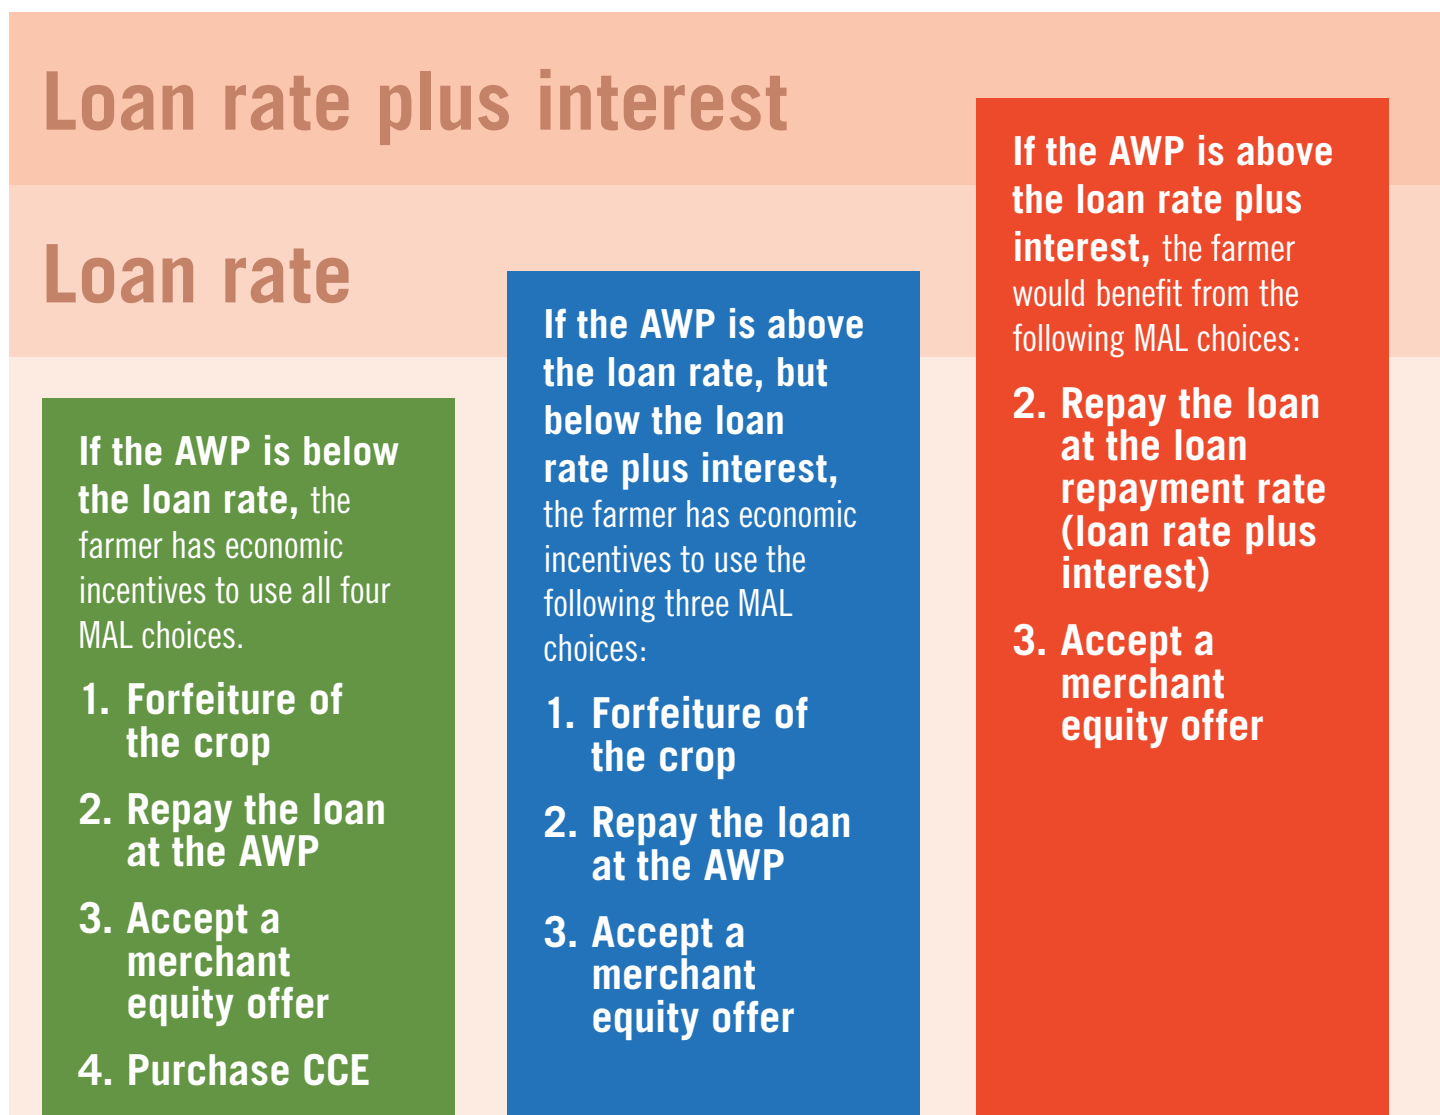 Loan rate plus interest
Loan rate
If the AWP is below
the loan rate, the
farmer has economic
incentives to use all four
MAL choices.
1. Forfeiture of
the crop
2. Repay the loan
at the AWP
3. Accept a
merchant
equity offer
4. Purchase CCE
If the AWP is above
the loan rate, but
below the loan
rate plus interest,
the farmer has economic
incentives to use the
following three MAL
choices:
1. Forfeiture of
the crop
2. Repay the loan
at the AWP
3. Accept a
merchant
equity offer
If the AWP is above
the loan rate plus
interest, the farmer
would benefit from the
following MAL choices:
2. Repay the loan
at the loan
repayment rate
(loan rate plus
interest)
3. Accept a
merchant
equity offer